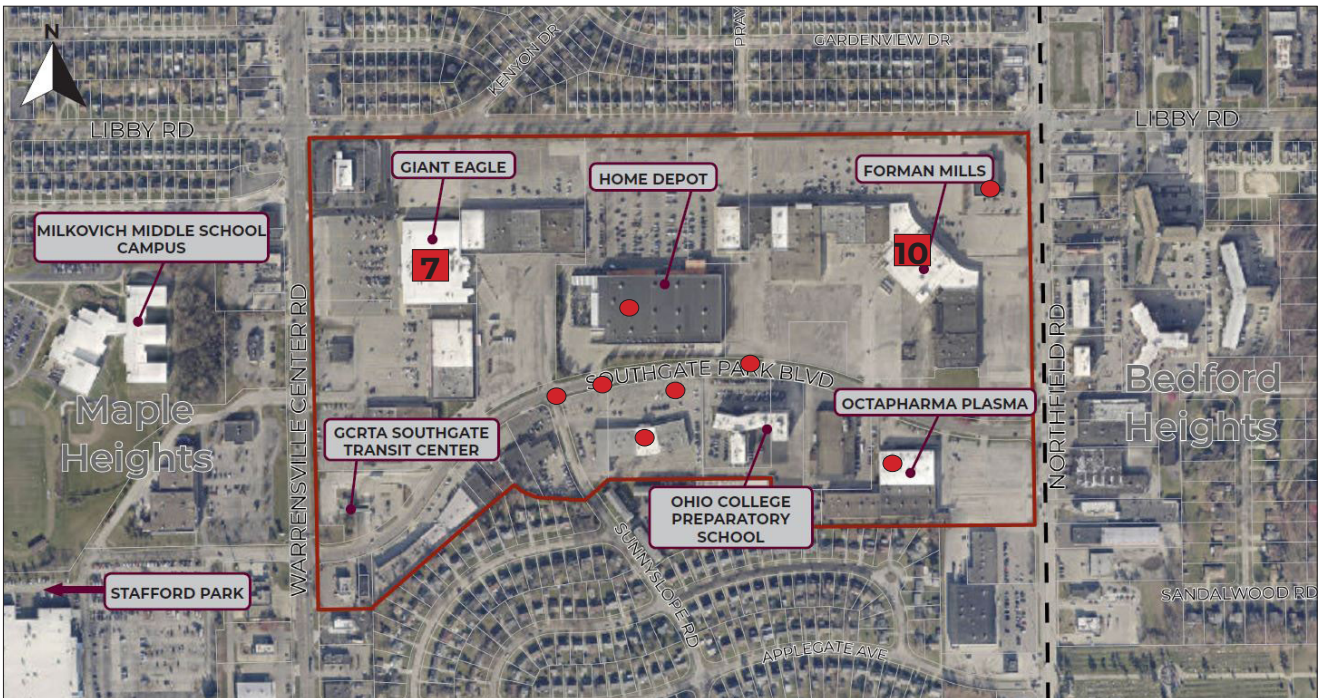 N
KENYON DR
PRAY
GARDENVIEW DR
LIBBY RD
LIBBY RD
GIANT EAGLE
HOME DEPOT
FORMAN MILLS
MILKOVICH MIDDLE SCHOOL
CAMPUS
7
10
WARRENSVILLE CENTER RD
SOUTHGATE PARK BLVD
NORTHFIELD RD
Maple
Heights
Bedford
Heights
OCTAPHARMA PLASMA
GCRTA SOUTHGATE
TRANSIT CENTER
OHIO COLLEGE
PREPARATORY
SCHOOL
SUNNYSLOPE RD
STAFFORD PARK
SANDALWOOD RD
APPLEGATE AVE